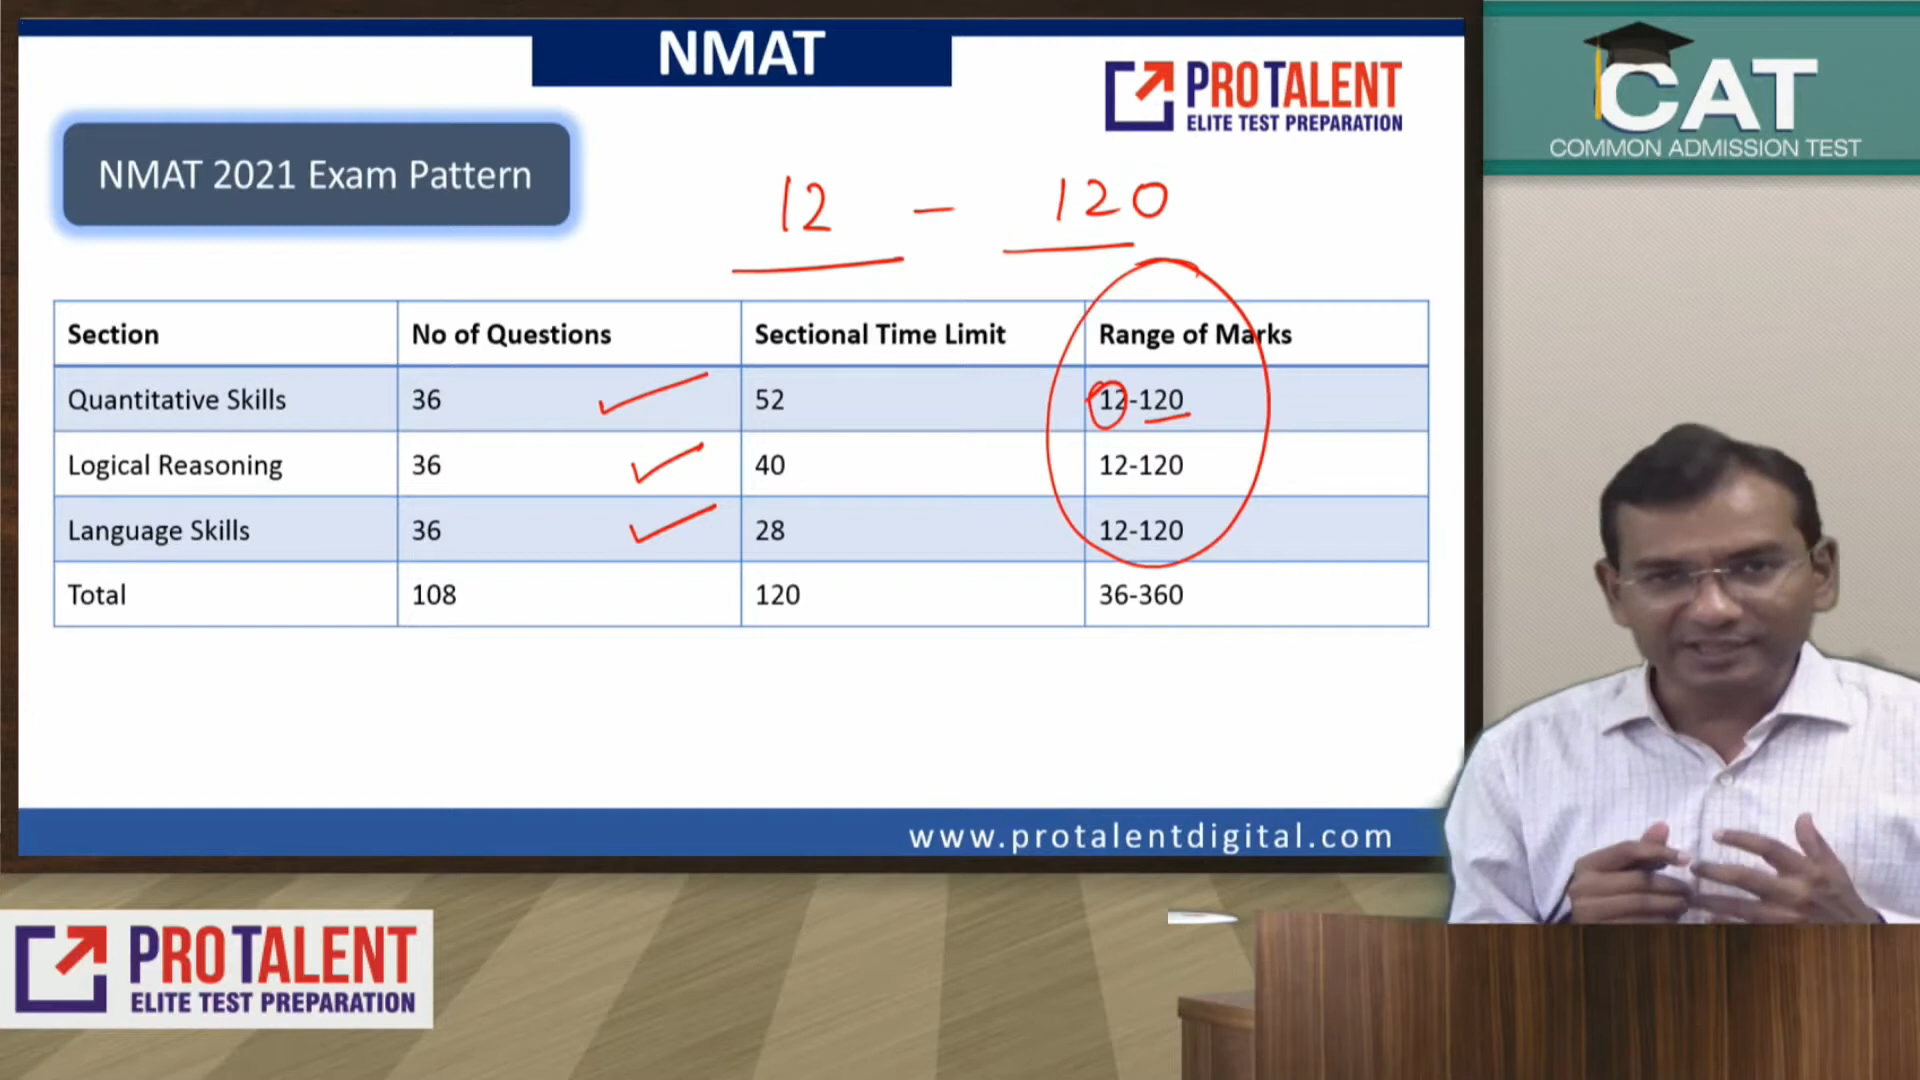 NMAT
PROTALENT
ELITE TEST PREPARATION
CAT
COMMON ADMISSION TEST
NMAT 2021 Exam Pattern
12 - 120
Section No of Questions Sectional Time Limit Range of Marks
Quantitative Skills 36 52 12-120
Logical Reasoning 36 40 12-120
Language Skills 36 28 12-120
Total 108 120 36-360
www.protalentdigital.com
PROTALENT
ELITE TEST PREPARATION